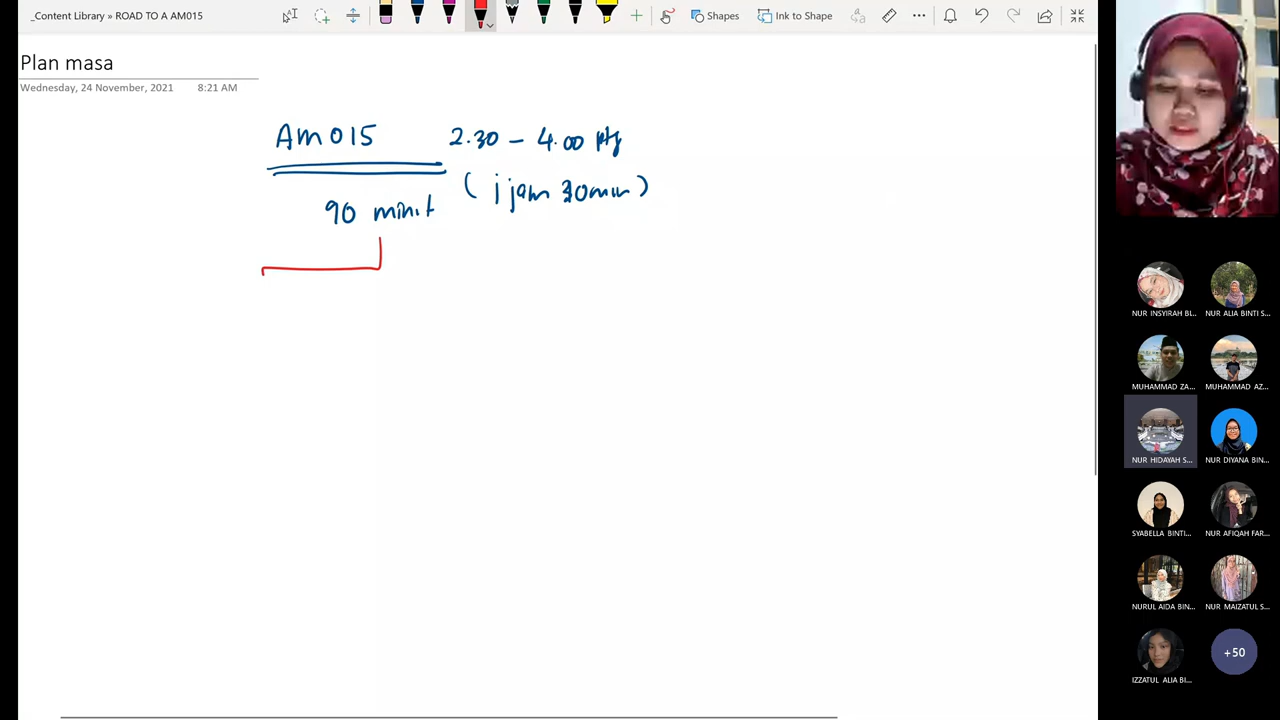 _Content Library » ROAD TO A AM015
Shapes
Ink to Shape
Plan masa
Wednesday, 24 November, 2021 8:21 AM
AM015 2.30 - 4.00 ptg
(1 jam 30min)
90 minit
NUR INSYIRAH BI...
NUR ALIA BINTI S...
MUHAMMAD ZA...
MUHAMMAD AZ...
NUR HIDAYAH S...
NUR DIYANA BIN...
SYABELLA BINTI...
NUR AFIQAH FAR...
NURUL AIDA BIN...
NUR MAIZATUL S...
IZZATUL ALIA BI...
+50